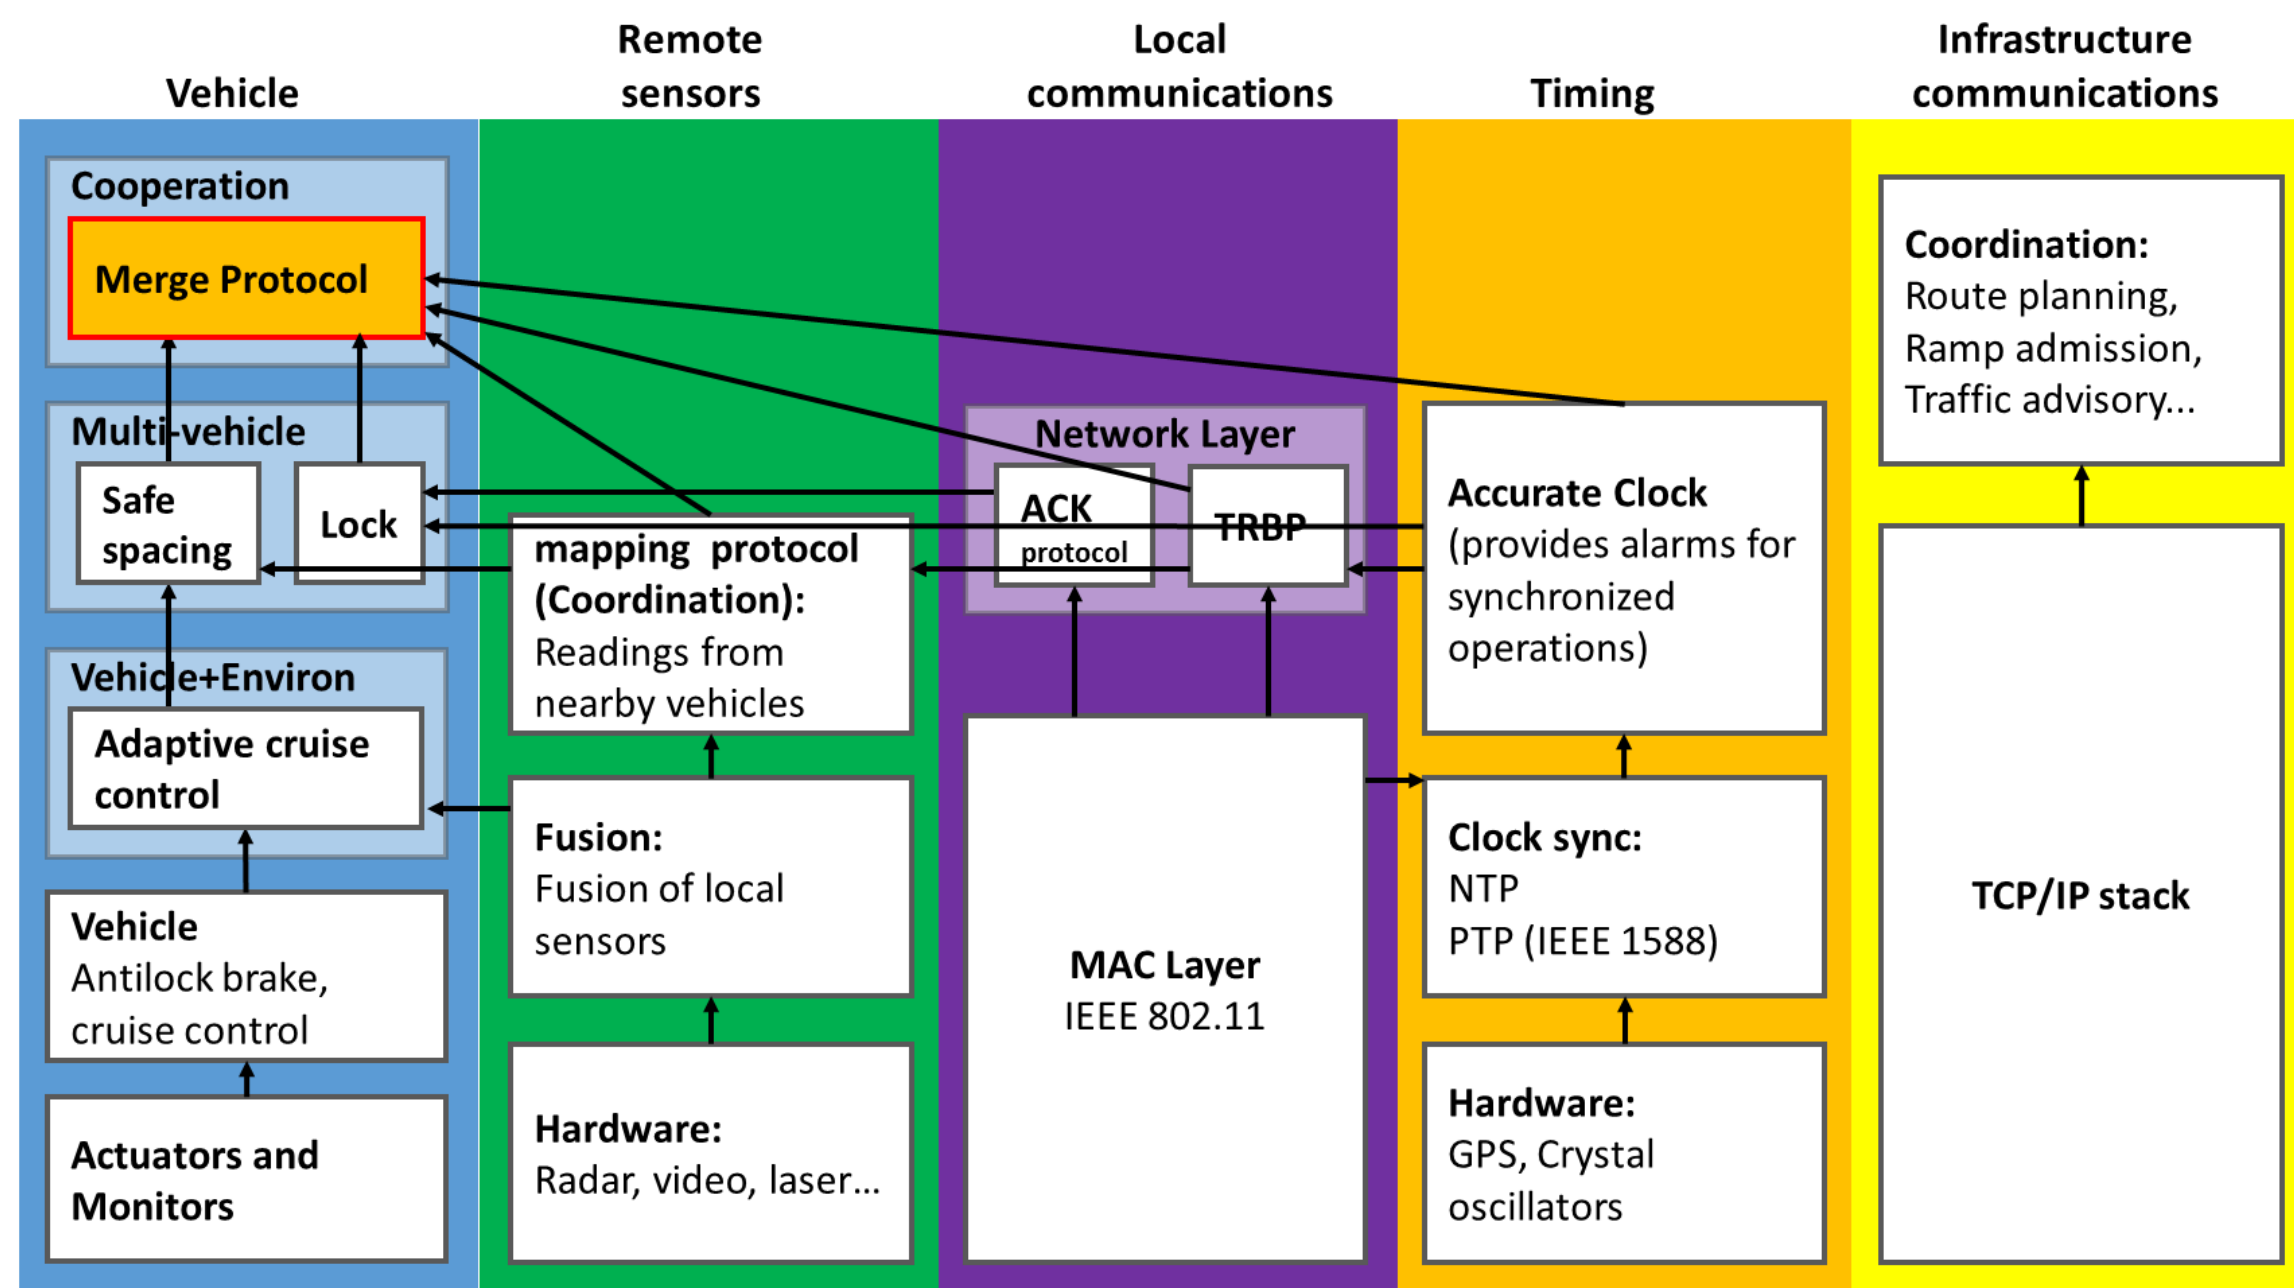 Vehicle
Remote
sensors
Local
communications
Timing
Infrastructure
communications
Cooperation
Merge Protocol
Multi-vehicle
Safe
spacing
Lock
Vehicle+Environ
Adaptive cruise
control
Vehicle
Antilock brake,
cruise control
Actuators and
Monitors
mapping protocol
(Coordination):
Readings from
nearby vehicles
Fusion:
Fusion of local
sensors
Hardware:
Radar, video, laser...
Network Layer
ACK
protocol
TRBP
MAC Layer
IEEE 802.11
Accurate Clock
(provides alarms for
synchronized
operations)
Clock sync:
NTP
PTP (IEEE 1588)
Hardware:
GPS, Crystal
oscillators
Coordination:
Route planning,
Ramp admission,
Traffic advisory...
TCP/IP stack